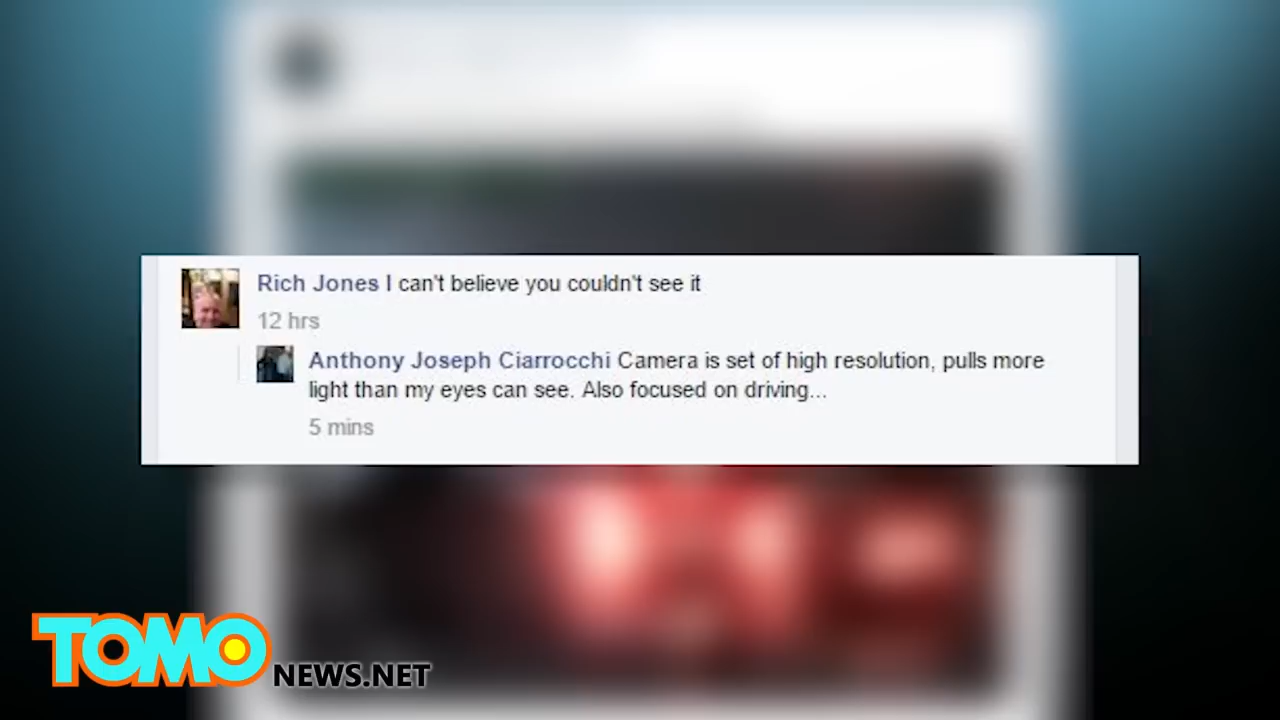 Rich Jones I can't believe you couldn't see it
12 hrs
Anthony Joseph Ciarrocchi Camera is set of high resolution, pulls more
light than my eyes can see. Also focused on driving...
5 mins
TOMO NEWS.NET